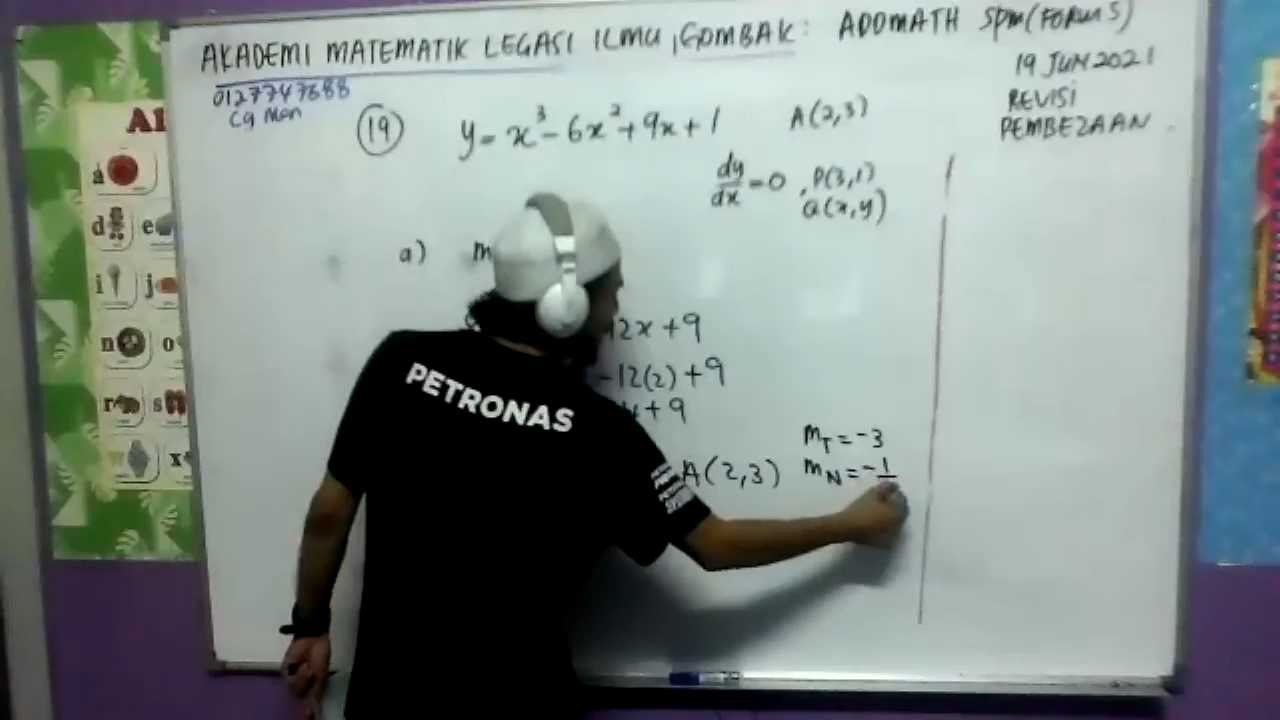 AKADEMI MATEMATIK LEGASI ILMU, GOMBAK: ADDMATH SPM (FORM 5)
0127747688
Cg Man
19 JUN 2021
REVISI
PEMBEZAAN
19 y = x³ - 6x² + 9x + 1 A(2,3)
dy/dx = 0, P(3,1)
Q(x,y)
a) m
12x + 9
-12(2) + 9
+ 9
A(2,3)
m_T = -3
m_N = -1
PETRONAS
a
d e
i j
n o
r s
w x